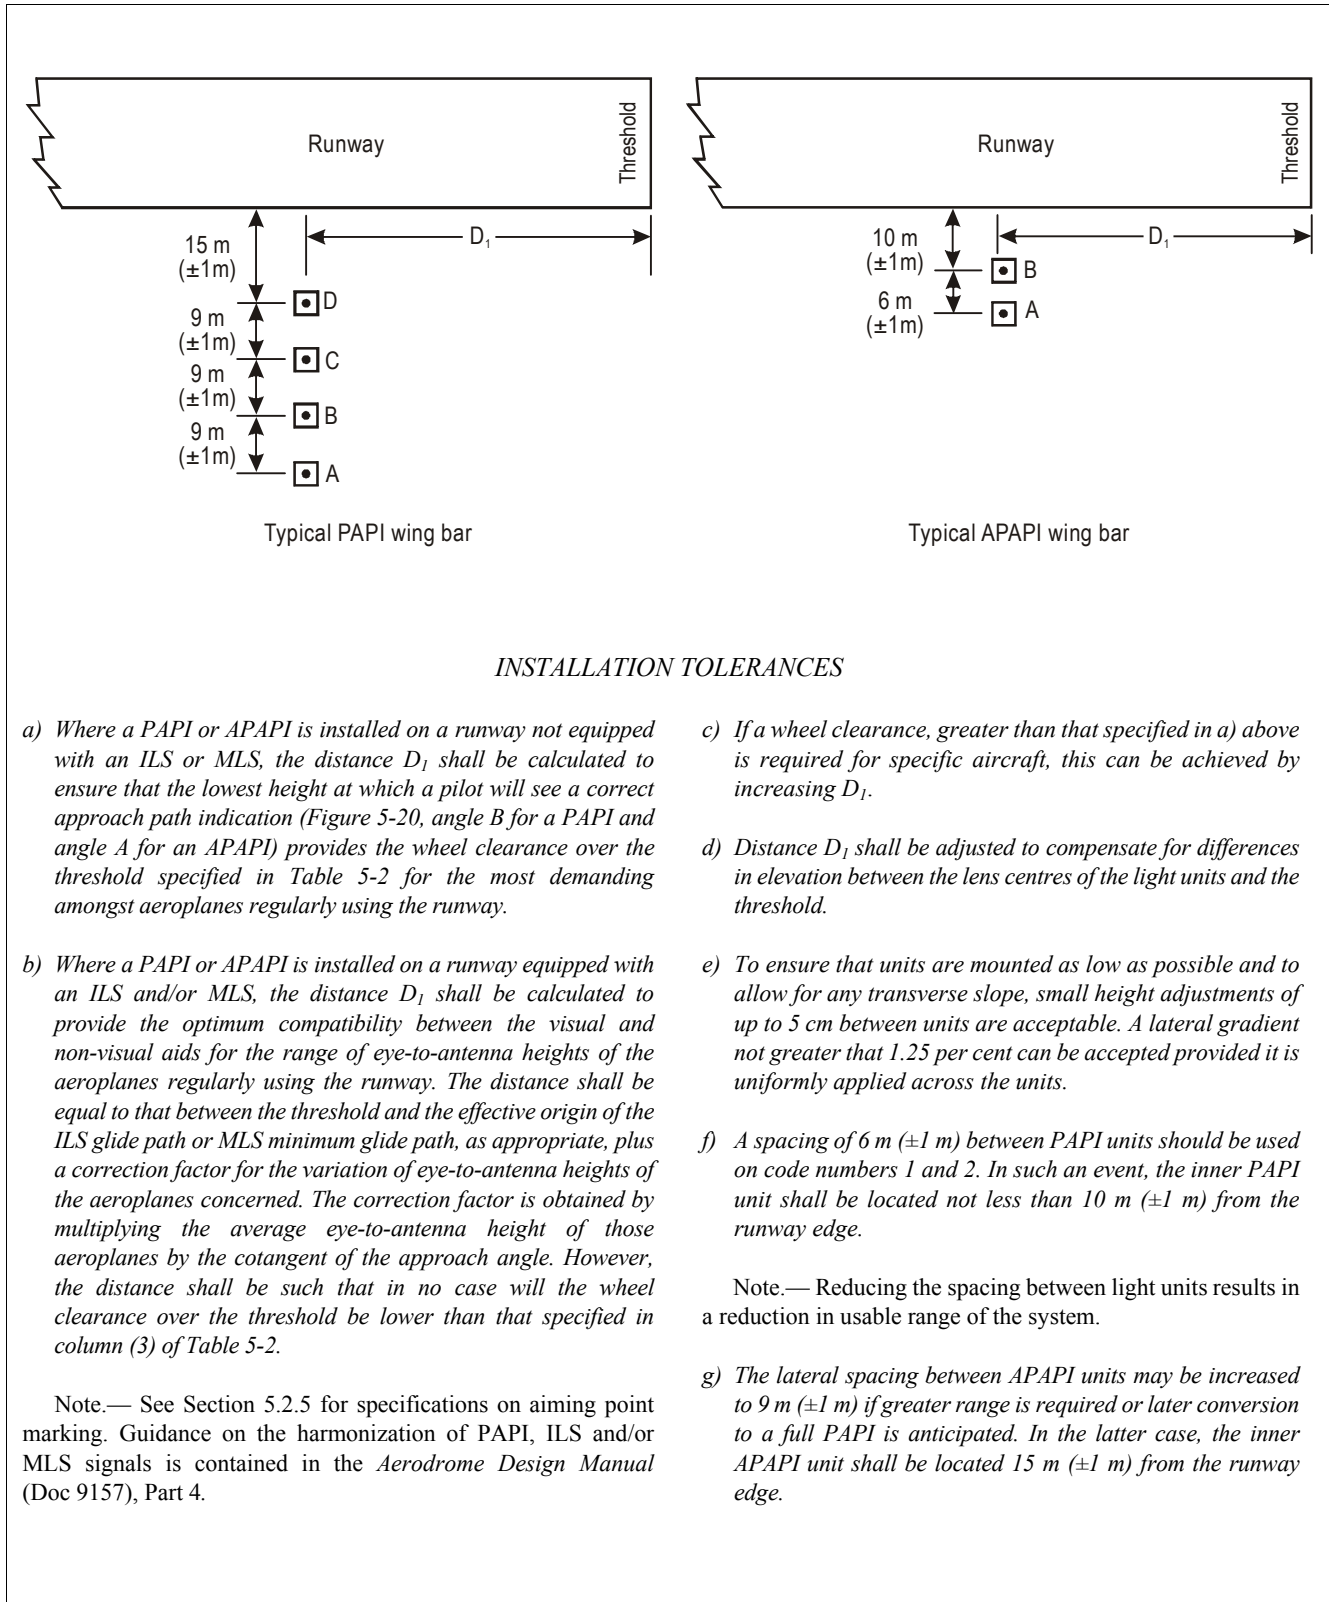 Runway
Threshold
15 m
(±1m)
D1
D
9 m
(±1m)
C
9 m
(±1m)
B
9 m
(±1m)
A
Typical PAPI wing bar
Runway
Threshold
10 m
(±1m)
D1
B
6 m
(±1m)
A
Typical APAPI wing bar
INSTALLATION TOLERANCES
a) Where a PAPI or APAPI is installed on a runway not equipped
with an ILS or MLS, the distance D1 shall be calculated to
ensure that the lowest height at which a pilot will see a correct
approach path indication (Figure 5-20, angle B for a PAPI and
angle A for an APAPI) provides the wheel clearance over the
threshold specified in Table 5-2 for the most demanding
amongst aeroplanes regularly using the runway.
b) Where a PAPI or APAPI is installed on a runway equipped with
an ILS and/or MLS, the distance D1 shall be calculated to
provide the optimum compatibility between the visual and
non-visual aids for the range of eye-to-antenna heights of the
aeroplanes regularly using the runway. The distance shall be
equal to that between the threshold and the effective origin of the
ILS glide path or MLS minimum glide path, as appropriate, plus
a correction factor for the variation of eye-to-antenna heights of
the aeroplanes concerned. The correction factor is obtained by
multiplying the average eye-to-antenna height of those
aeroplanes by the cotangent of the approach angle. However,
the distance shall be such that in no case will the wheel
clearance over the threshold be lower than that specified in
column (3) of Table 5-2.
Note.— See Section 5.2.5 for specifications on aiming point
marking. Guidance on the harmonization of PAPI, ILS and/or
MLS signals is contained in the Aerodrome Design Manual
(Doc 9157), Part 4.
c) If a wheel clearance, greater than that specified in a) above
is required for specific aircraft, this can be achieved by
increasing D1.
d) Distance D1 shall be adjusted to compensate for differences
in elevation between the lens centres of the light units and the
threshold.
e) To ensure that units are mounted as low as possible and to
allow for any transverse slope, small height adjustments of
up to 5 cm between units are acceptable. A lateral gradient
not greater that 1.25 per cent can be accepted provided it is
uniformly applied across the units.
f) A spacing of 6 m (±1 m) between PAPI units should be used
on code numbers 1 and 2. In such an event, the inner PAPI
unit shall be located not less than 10 m (±1 m) from the
runway edge.
Note.— Reducing the spacing between light units results in
a reduction in usable range of the system.
g) The lateral spacing between APAPI units may be increased
to 9 m (±1 m) if greater range is required or later conversion
to a full PAPI is anticipated. In the latter case, the inner
APAPI unit shall be located 15 m (±1 m) from the runway
edge.